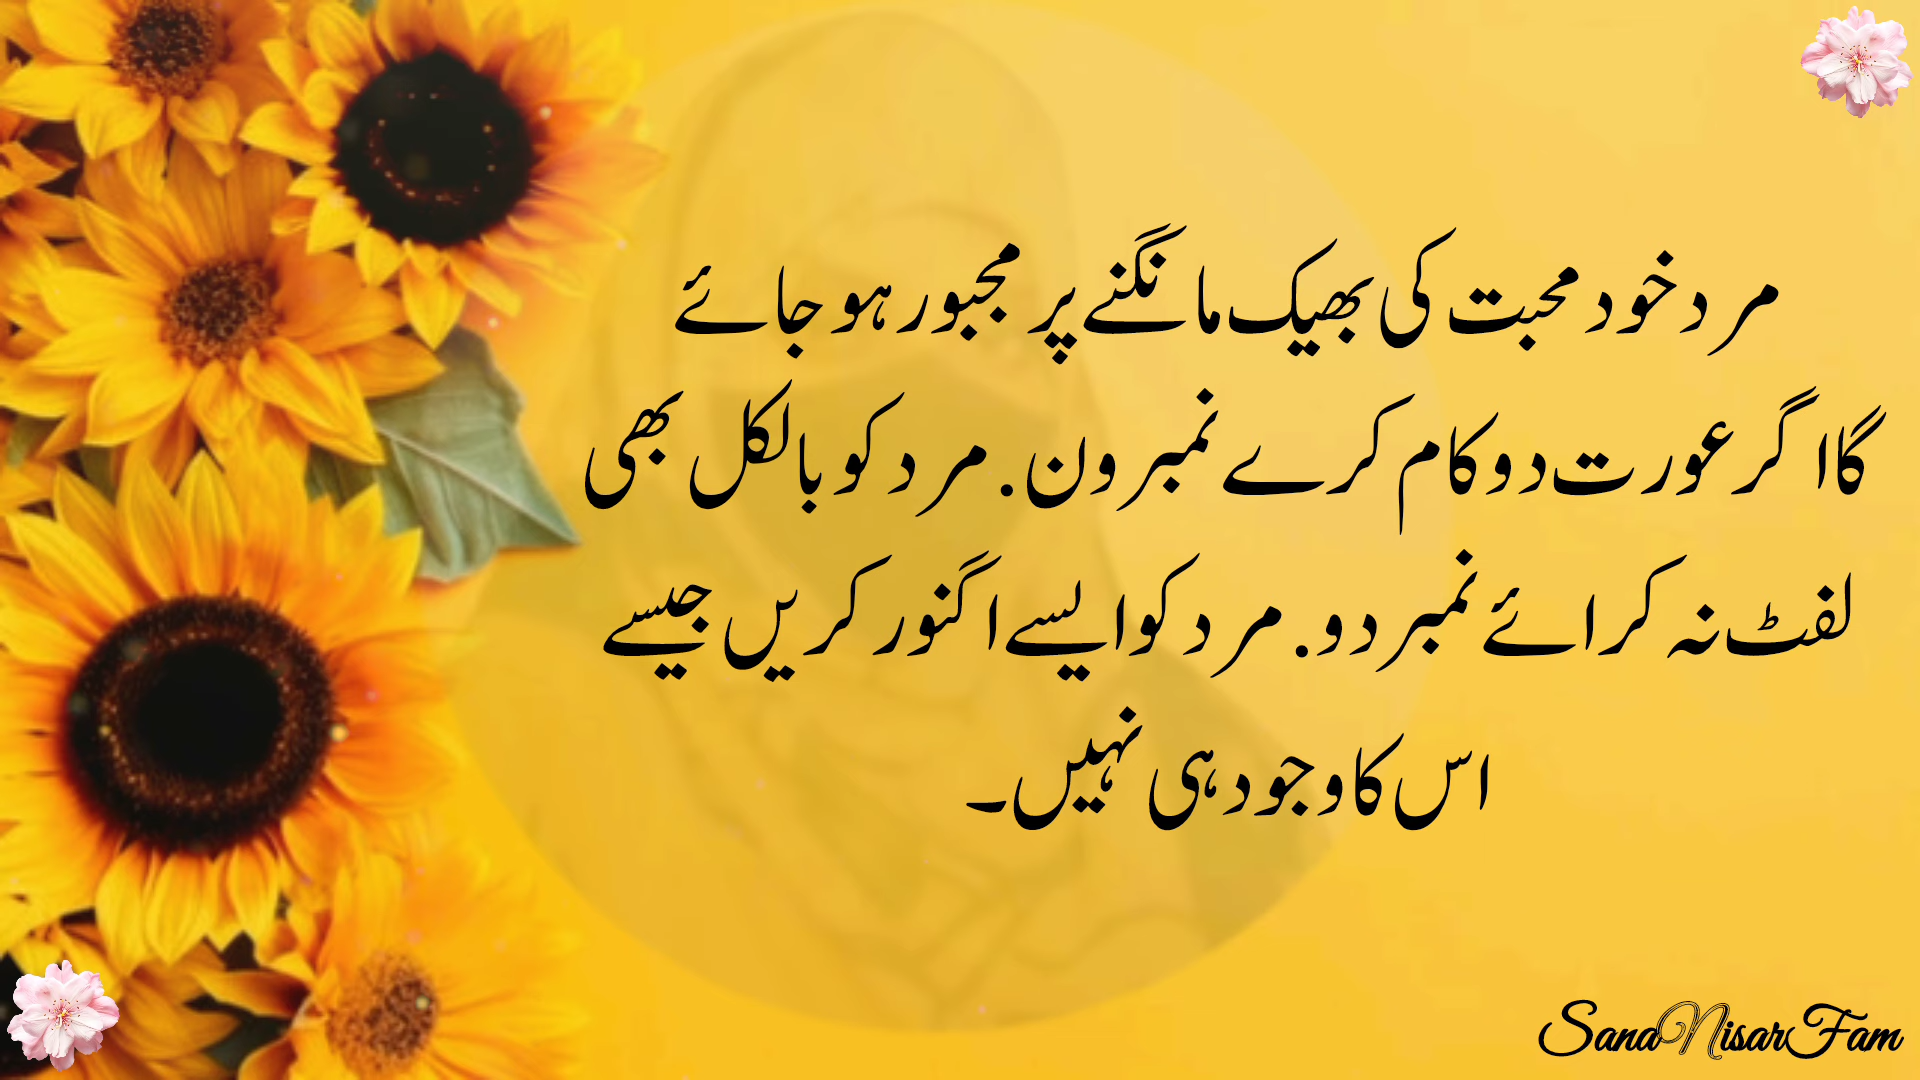 مرد خود محبت کی بھیک مانگنے پر مجبور ہو جائے
گا اگر عورت دو کام کرے نمبر ون. مرد کو بالکل بھی
لفٹ نہ کرائے نمبر دو. مرد کو ایسے اگنور کریں جیسے
اس کا وجود ہی نہیں۔
SanaNisarFam